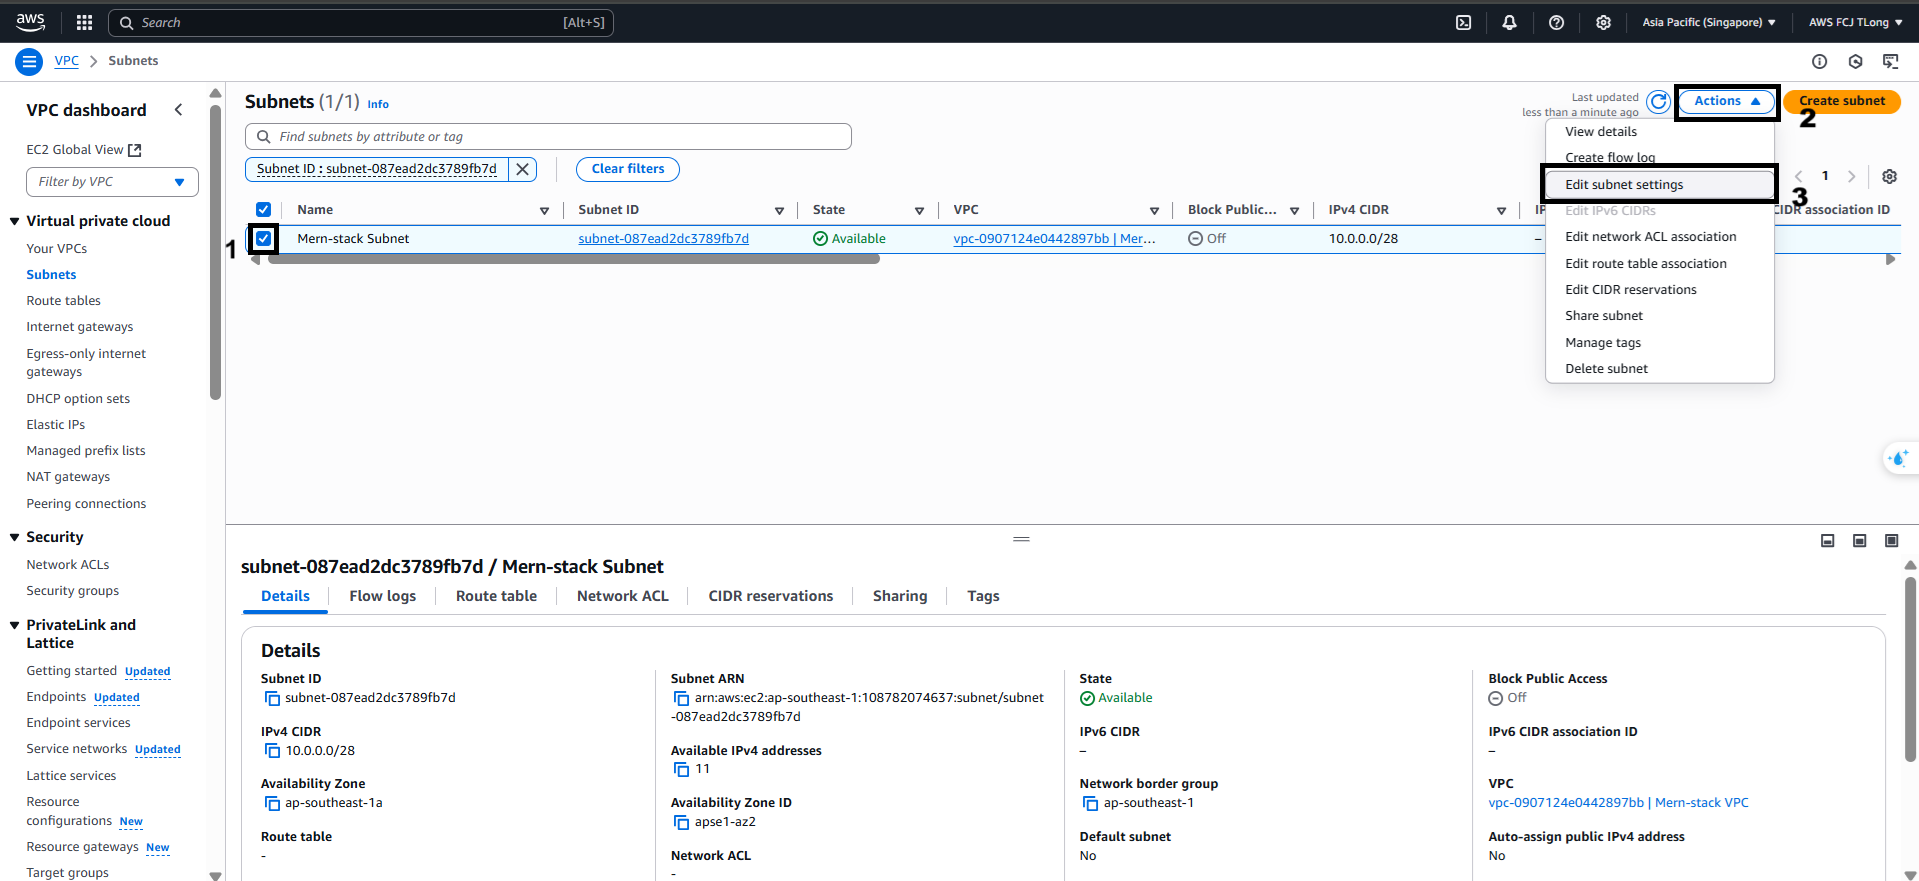 aws
Search
[Alt+S]
Asia Pacific (Singapore)
AWS FCJ TLong
VPC
Subnets
VPC dashboard
EC2 Global View
Filter by VPC
Virtual private cloud
Your VPCs
Subnets
Route tables
Internet gateways
Egress-only internet
gateways
DHCP option sets
Elastic IPs
Managed prefix lists
NAT gateways
Peering connections
Security
Network ACLs
Security groups
PrivateLink and
Lattice
Getting started Updated
Endpoints Updated
Endpoint services
Service networks Updated
Lattice services
Resource
configurations New
Resource gateways New
Target groups
Subnets (1/1) Info
Last updated
less than a minute ago
Actions
Create subnet
2
Find subnets by attribute or tag
Subnet ID : subnet-087ead2dc3789fb7d
Clear filters
1
View details
Create flow log
Edit subnet settings
3
Edit IPv6 CIDRs
Edit network ACL association
Edit route table association
Edit CIDR reservations
Share subnet
Manage tags
Delete subnet
Name Subnet ID State VPC Block Public... IPv4 CIDR CIDR association ID
1
Mern-stack Subnet subnet-087ead2dc3789fb7d Available vpc-0907124e0442897bb | Mer... Off 10.0.0.0/28 –
subnet-087ead2dc3789fb7d / Mern-stack Subnet
Details Flow logs Route table Network ACL CIDR reservations Sharing Tags
Details
Subnet ID
subnet-087ead2dc3789fb7d
IPv4 CIDR
10.0.0.0/28
Availability Zone
ap-southeast-1a
Route table
-
Subnet ARN
arn:aws:ec2:ap-southeast-1:108782074637:subnet/subnet
-087ead2dc3789fb7d
Available IPv4 addresses
11
Availability Zone ID
apse1-az2
Network ACL
-
State
Available
IPv6 CIDR
–
Network border group
ap-southeast-1
Default subnet
No
Block Public Access
Off
IPv6 CIDR association ID
–
VPC
vpc-0907124e0442897bb | Mern-stack VPC
Auto-assign public IPv4 address
No